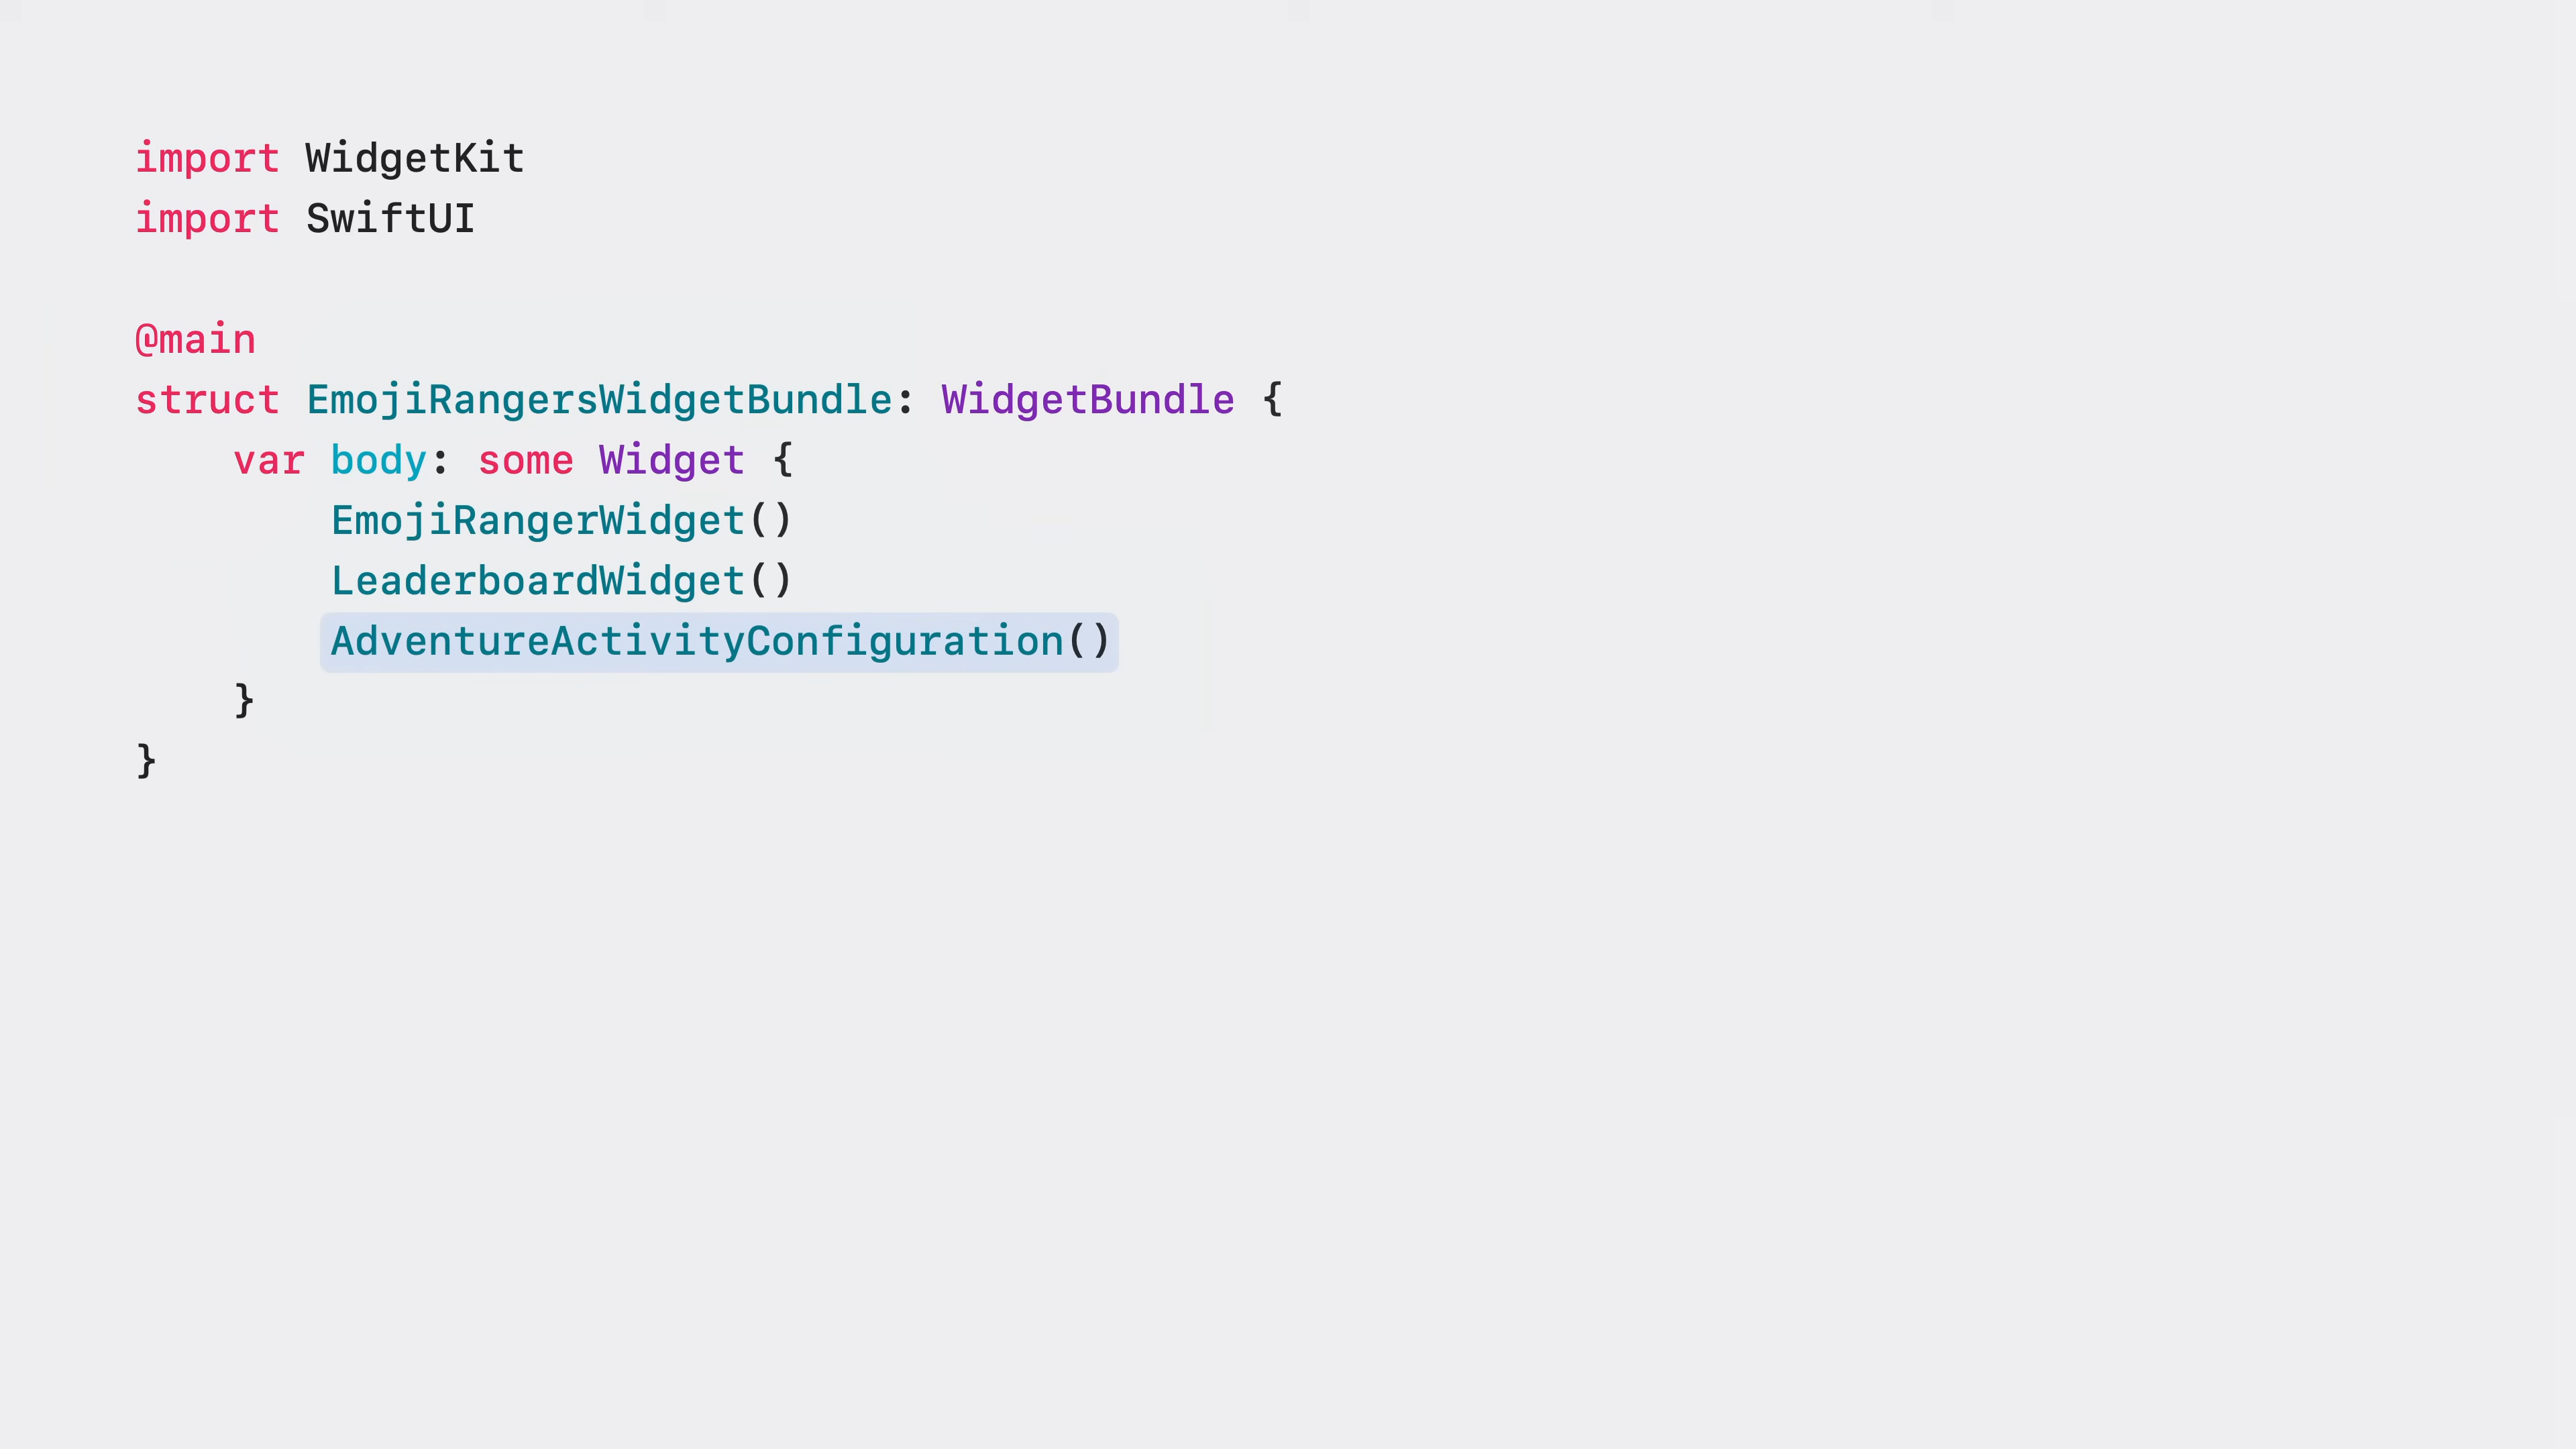 import WidgetKit
import SwiftUI

@main
struct EmojiRangersWidgetBundle: WidgetBundle {
    var body: some Widget {
        EmojiRangerWidget()
        LeaderboardWidget()
        AdventureActivityConfiguration()
    }
}